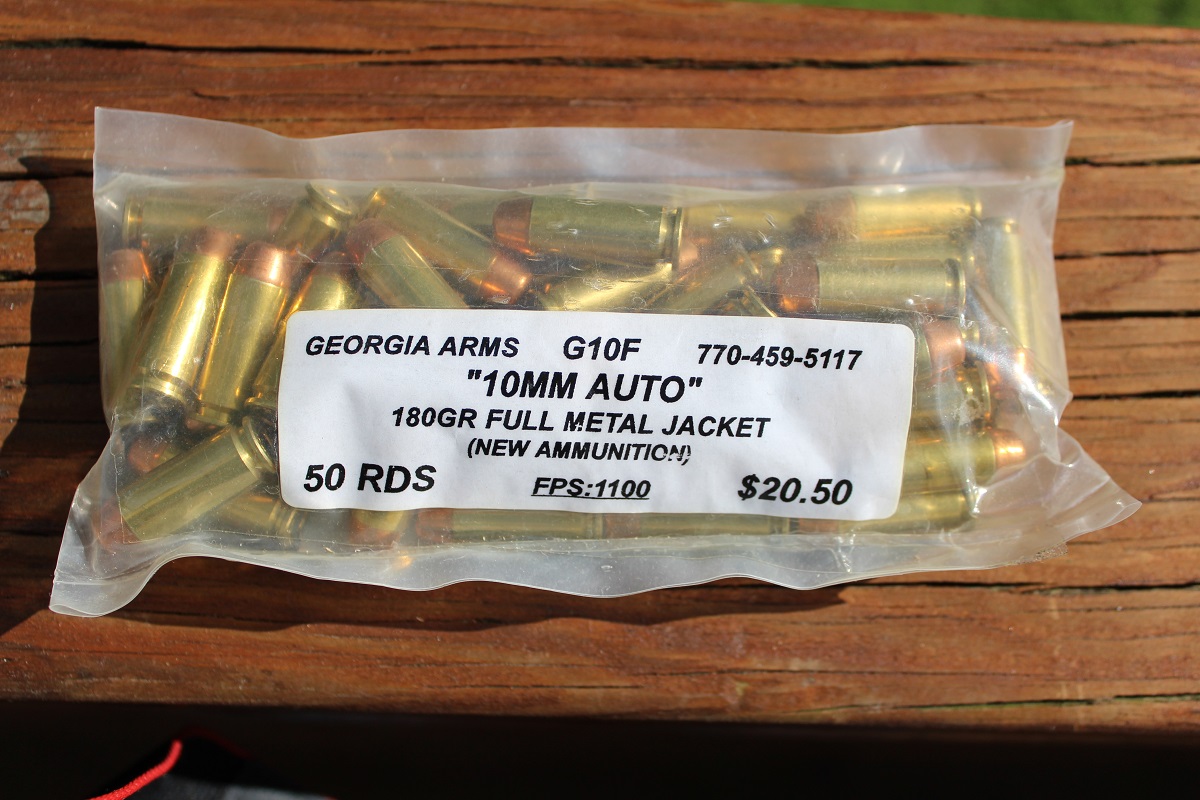 GEORGIA ARMS G10F 770-459-5117
"10MM AUTO"
180GR FULL METAL JACKET
(NEW AMMUNITION)
50 RDS FPS:1100 $20.50